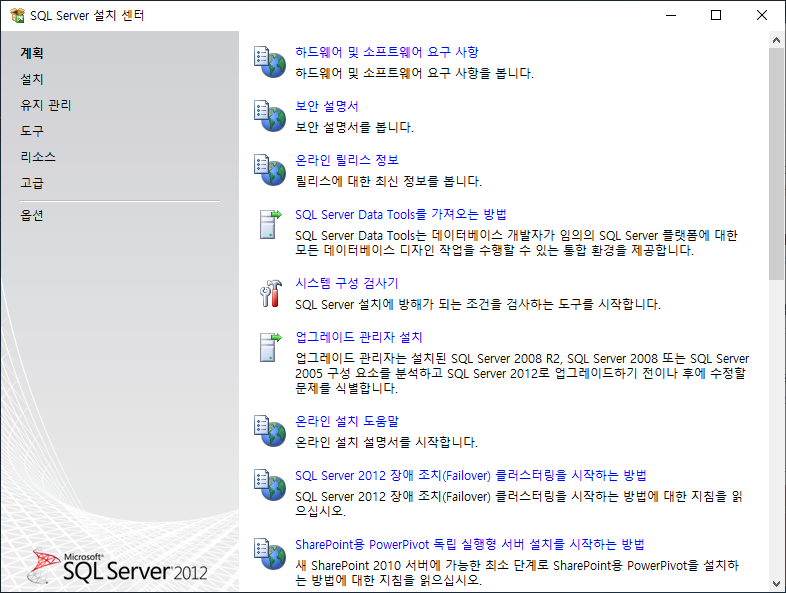 SQL Server 설치 센터
계획
설치
유지 관리
도구
리소스
고급
옵션
하드웨어 및 소프트웨어 요구 사항
하드웨어 및 소프트웨어 요구 사항을 봅니다.
보안 설명서
보안 설명서를 봅니다.
온라인 릴리스 정보
릴리스에 대한 최신 정보를 봅니다.
SQL Server Data Tools를 가져오는 방법
SQL Server Data Tools는 데이터베이스 개발자가 임의의 SQL Server 플랫폼에 대한
모든 데이터베이스 디자인 작업을 수행할 수 있는 통합 환경을 제공합니다.
시스템 구성 검사기
SQL Server 설치에 방해가 되는 조건을 검사하는 도구를 시작합니다.
업그레이드 관리자 설치
업그레이드 관리자는 설치된 SQL Server 2008 R2, SQL Server 2008 또는 SQL Server
2005 구성 요소를 분석하고 SQL Server 2012로 업그레이드하기 전이나 후에 수정할
문제를 식별합니다.
온라인 설치 도움말
온라인 설치 설명서를 시작합니다.
SQL Server 2012 장애 조치(Failover) 클러스터링을 시작하는 방법
SQL Server 2012 장애 조치(Failover) 클러스터링을 시작하는 방법에 대한 지침을 읽
으십시오.
SharePoint용 PowerPivot 독립 실행형 서버 설치를 시작하는 방법
새 SharePoint 2010 서버에 가능한 최소 단계로 SharePoint용 PowerPivot을 설치하
는 방법에 대한 지침을 읽으십시오.
Microsoft®
SQL Server® 2012